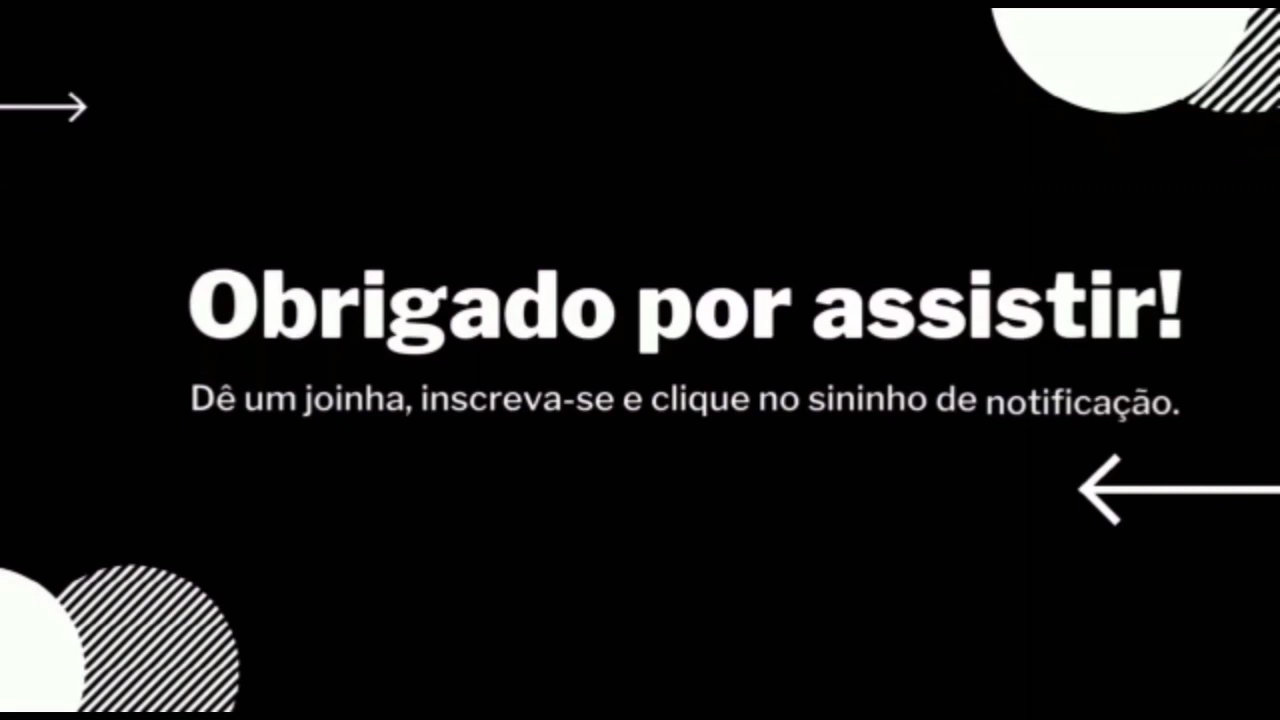 Obrigado por assistir!
Dê um joinha, inscreva-se e clique no sininho de notificação.